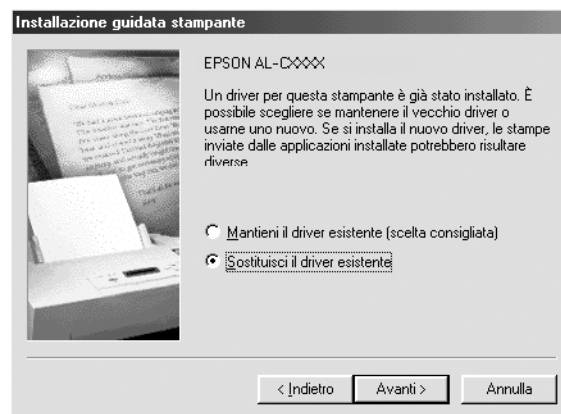 Installazione guidata stampante
EPSON AL-CXXXX
Un driver per questa stampante è già stato installato. È
possibile scegliere se mantenere il vecchio driver o
usarne uno nuovo. Se si installa il nuovo driver, le stampe
inviate dalle applicazioni installate potrebbero risultare
diverse
Mantieni il driver esistente (scelta consigliata)
Sostituisci il driver esistente
< Indietro
Avanti >
Annulla